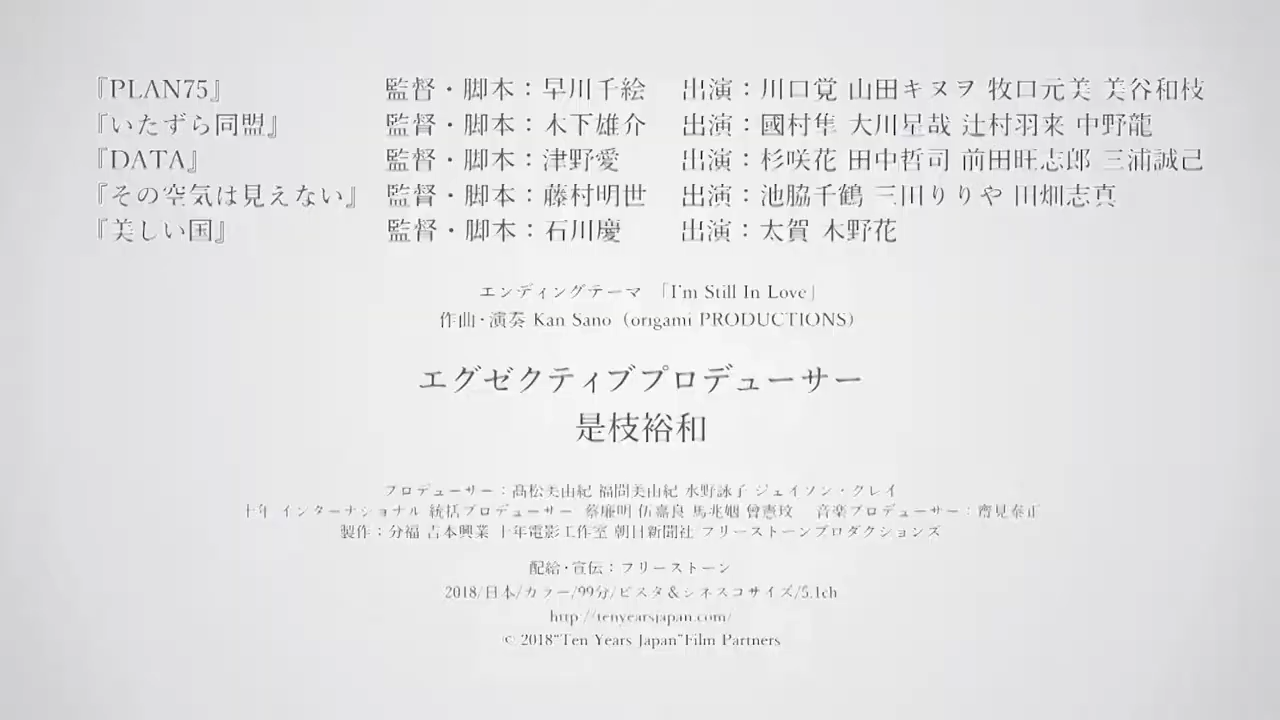 『PLAN75』 監督・脚本：早川千絵 出演：川口覚 山田キヌヲ 牧口元美 美谷和枝
『いたずら同盟』 監督・脚本：木下雄介 出演：國村隼 大川星哉 辻村羽来 中野龍
『DATA』 監督・脚本：津野愛 出演：杉咲花 田中哲司 前田旺志郎 三浦誠己
『その空気は見えない』 監督・脚本：藤村明世 出演：池脇千鶴 三田りりや 田畑志真
『美しい国』 監督・脚本：石川慶 出演：太賀 木野花
エンディングテーマ 「I'm Still In Love」
作曲・演奏 Kan Sano（origami PRODUCTIONS）
エグゼクティブプロデューサー
是枝裕和
プロデューサー：髙松美由紀 福間美由紀 水野詠子 ジェイソン・グレイ
十年 インターナショナル 統括プロデューサー 蔡廉明 伍嘉良 馬兆 曾憲玟 音楽プロデューサー：齊見泰正
製作：分福 吉本興業 十年電影工作室 朝日新聞社 フリーストーンプロダクションズ
配給・宣伝：フリーストーン
2018/日本/カラー/99分/ビスタ＆シネスコサイズ/5.1ch
http://tenyearsjapan.com/
© 2018“Ten Years Japan”Film Partners